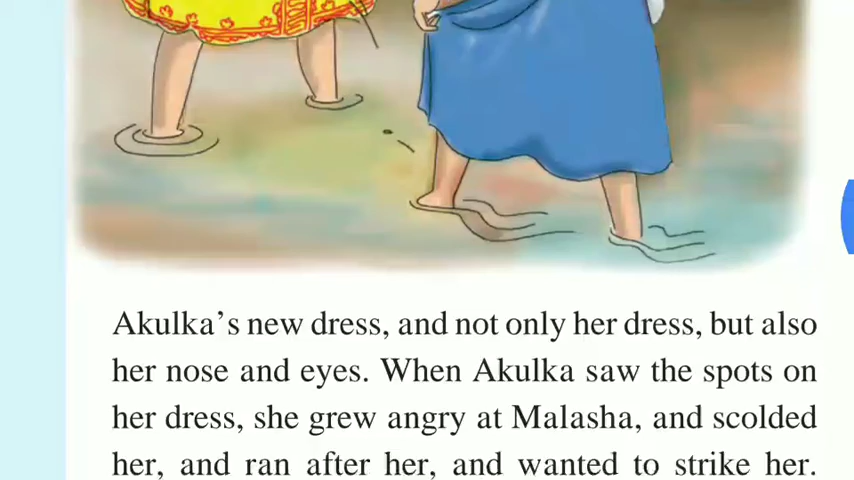 Akulka’s new dress, and not only her dress, but also
her nose and eyes. When Akulka saw the spots on
her dress, she grew angry at Malasha, and scolded
her, and ran after her, and wanted to strike her.